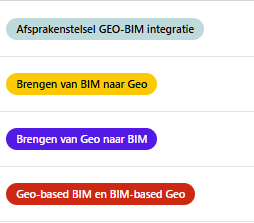 Afsprakenstelsel GEO-BIM integratie
Brengen van BIM naar Geo
Brengen van Geo naar BIM
Geo-based BIM en BIM-based Geo